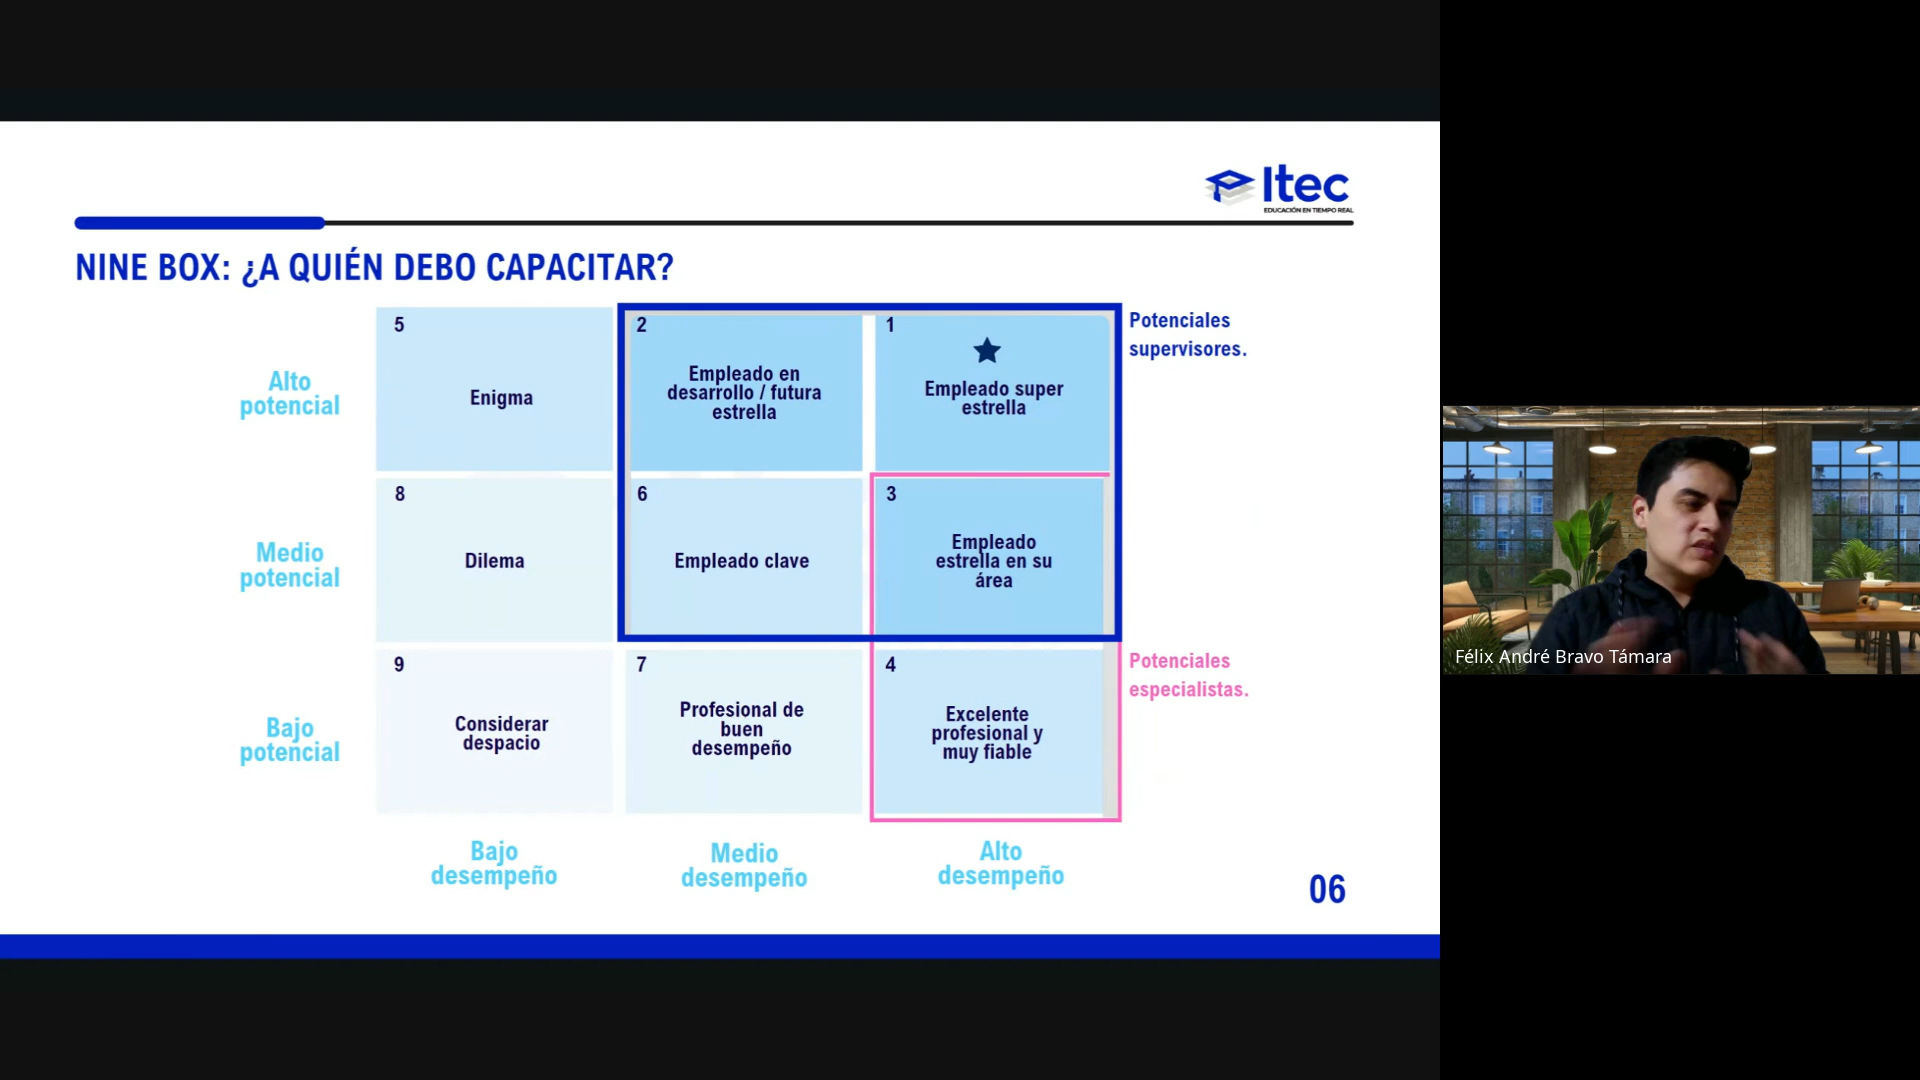 Itec
EDUCACIÓN EN TIEMPO REAL
NINE BOX: ¿A QUIÉN DEBO CAPACITAR?
Alto
potencial
5
Enigma
2
Empleado en
desarrollo / futura
estrella
1
Empleado super
estrella
Potenciales
supervisores.
Medio
potencial
8
Dilema
6
Empleado clave
3
Empleado
estrella en su
área
Bajo
potencial
9
Considerar
despacio
7
Profesional de
buen
desempeño
4
Excelente
profesional y
muy fiable
Potenciales
especialistas.
Bajo
desempeño
Medio
desempeño
Alto
desempeño
06
Félix André Bravo Támara